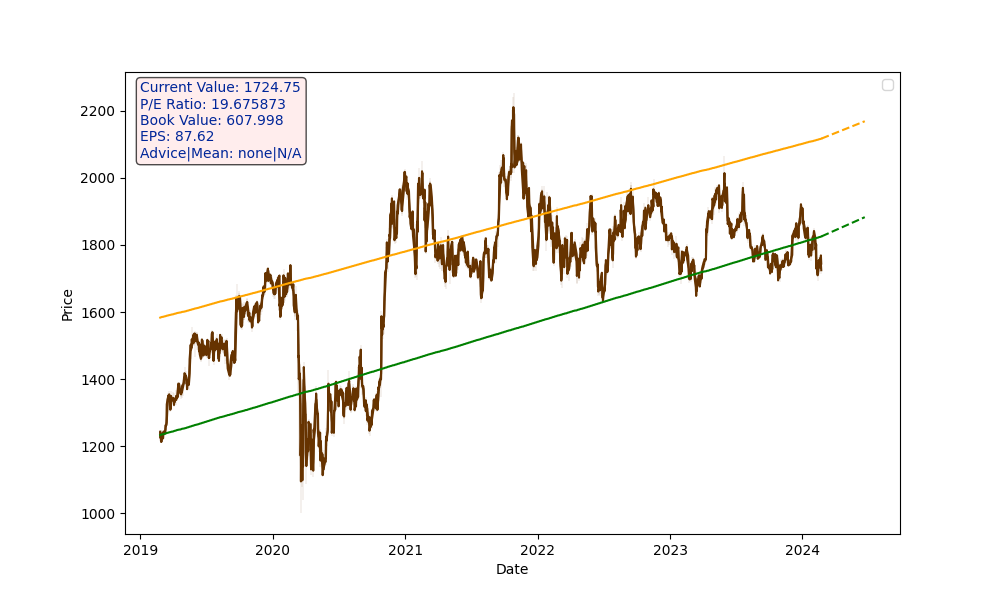 Current Value: 1724.75
P/E Ratio: 19.675873
Book Value: 607.998
EPS: 87.62
Advice|Mean: none|N/A
2200
2000
1800
1600
1400
1200
1000
Price
2019 2020 2021 2022 2023 2024
Date